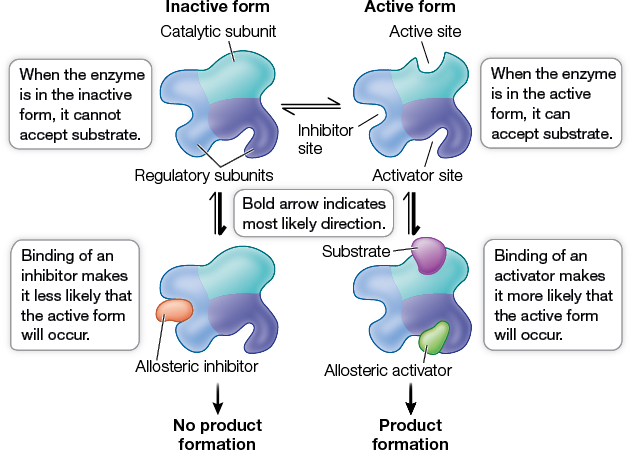 Inactive form
Active form
Catalytic subunit
Active site
When the enzyme
is in the inactive
form, it cannot
accept substrate.
When the enzyme
is in the active
form, it can
accept substrate.
Inhibitor
site
Regulatory subunits
Activator site
Bold arrow indicates
most likely direction.
Binding of an
inhibitor makes
it less likely that
the active form
will occur.
Substrate
Binding of an
activator makes
it more likely that
the active form
will occur.
Allosteric inhibitor
Allosteric activator
No product
formation
Product
formation